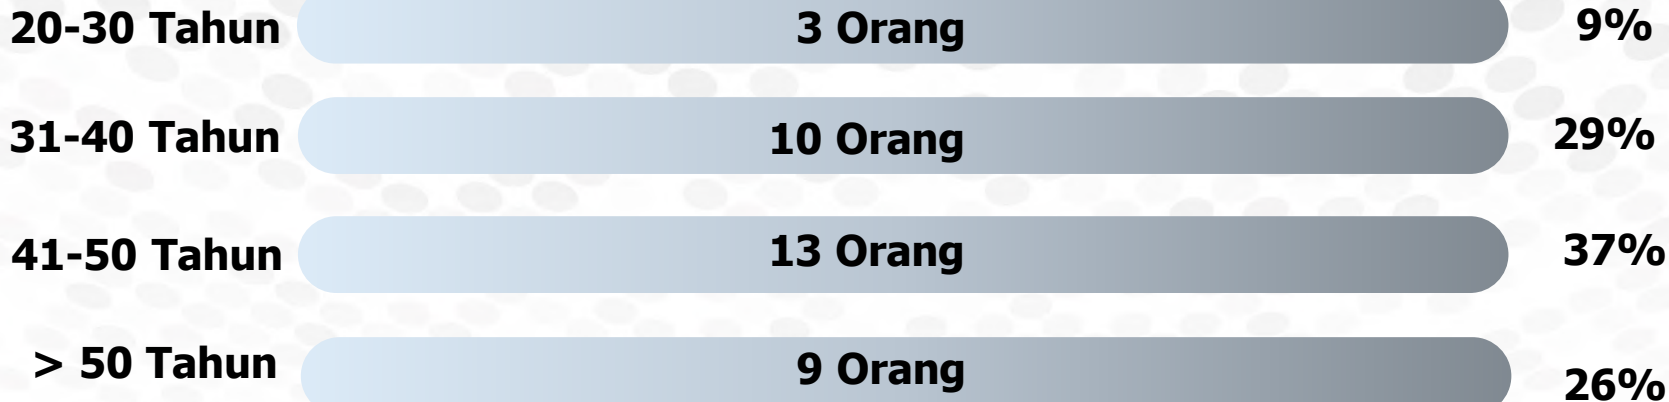 20-30 Tahun 3 Orang 9%
31-40 Tahun 10 Orang 29%
41-50 Tahun 13 Orang 37%
> 50 Tahun 9 Orang 26%